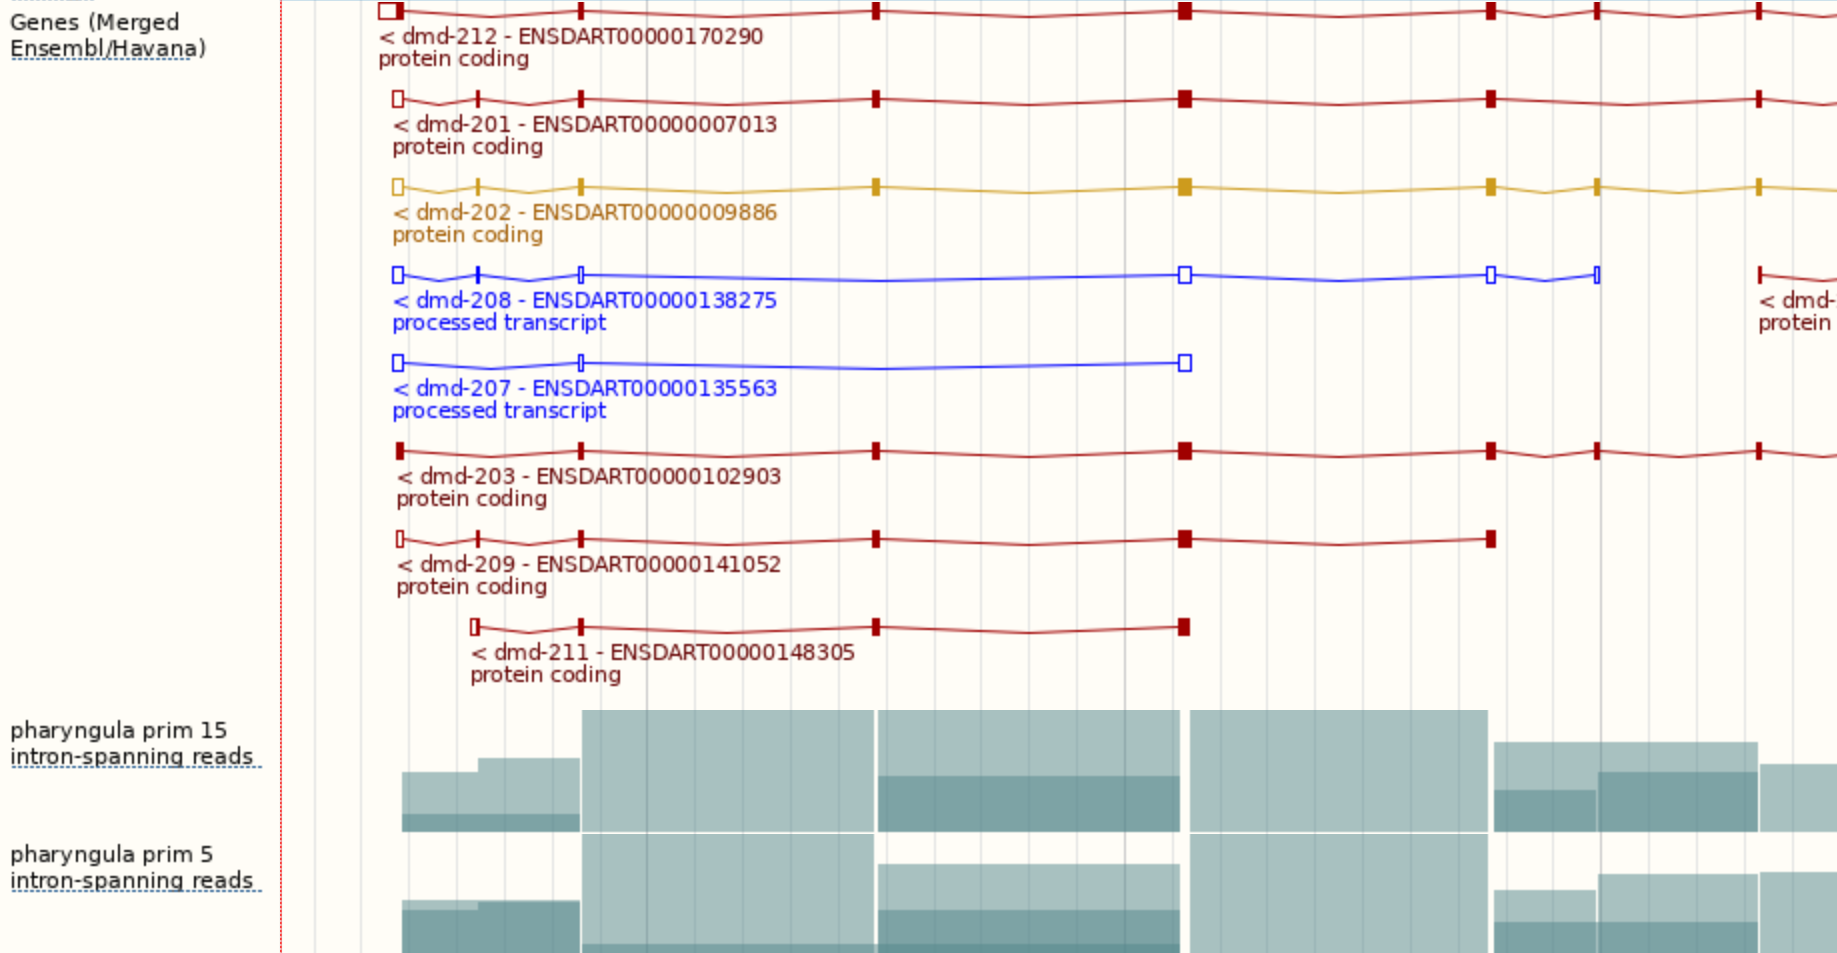 Genes (Merged
Ensembl/Havana)
< dmd-212 - ENSDART00000170290
protein coding
< dmd-201 - ENSDART00000007013
protein coding
< dmd-202 - ENSDART00000009886
protein coding
< dmd-208 - ENSDART00000138275
processed transcript
< dmd-
protein
< dmd-207 - ENSDART00000135563
processed transcript
< dmd-203 - ENSDART00000102903
protein coding
< dmd-209 - ENSDART00000141052
protein coding
< dmd-211 - ENSDART00000148305
protein coding
pharyngula prim 15
intron-spanning reads
pharyngula prim 5
intron-spanning reads